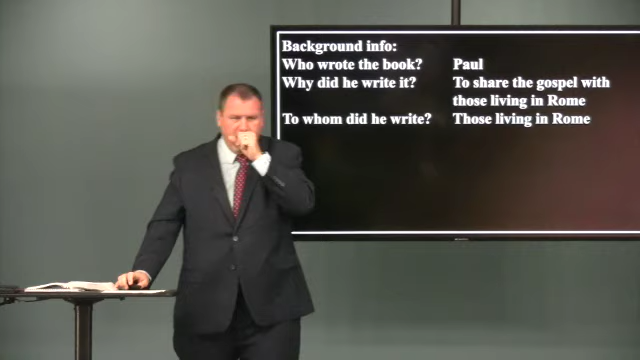 Background info:
Who wrote the book? Paul
Why did he write it? To share the gospel with
those living in Rome
To whom did he write? Those living in Rome